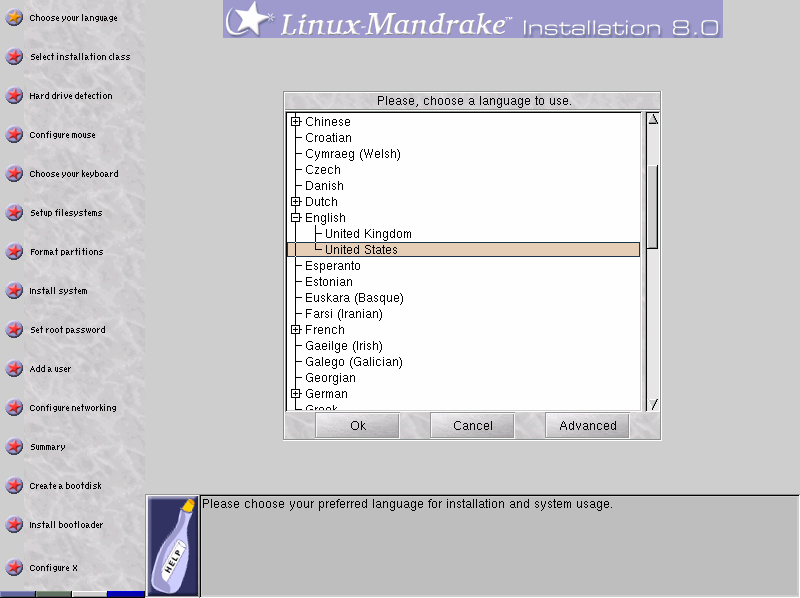 Linux-Mandrake™ Installation 8.0
Choose your language
Select installation class
Hard drive detection
Configure mouse
Choose your keyboard
Setup filesystems
Format partitions
Install system
Set root password
Add a user
Configure networking
Summary
Create a bootdisk
Install bootloader
Configure X
Please, choose a language to use.
Chinese
Croatian
Cymraeg (Welsh)
Czech
Danish
Dutch
English
United Kingdom
United States
Esperanto
Estonian
Euskara (Basque)
Farsi (Iranian)
French
Gaeilge (Irish)
Galego (Galician)
Georgian
German
Greek
Ok
Cancel
Advanced
HELP
Please choose your preferred language for installation and system usage.